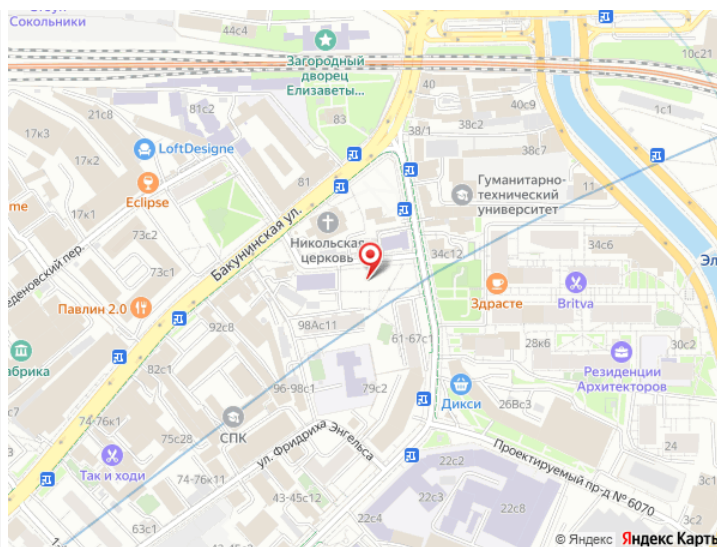 Сокольники
44с4
Загородный
дворец
Елизаветы...
10с21
21с8
81с2
83
40
40с9
1с1
38/1
38с2
38с7
17к3
17к2
LoftDesigne
81
Eclipse
Гуманитарно-
технический
университет
11
17к1
73с2
Бакунинская ул.
Никольская
церковь
34с12
34с6
73с1
Здрасте
Britva
Павлин 2.0
92с8
98Ас11
61-67с1
28к6
30с2
Резиденции
Архитекторов
82с1
96-98с1
79с2
Дикси
26Вс3
74-76к1
75с28
СПК
ул. Фридриха Энгельса
24
Так и ходи
74-76к11
22с2
Проектируемый пр-д № 6070
43-45с12
22с8
3с2
3с1
63с1
43-45с12
22с4
© Яндекс Яндекс Карты